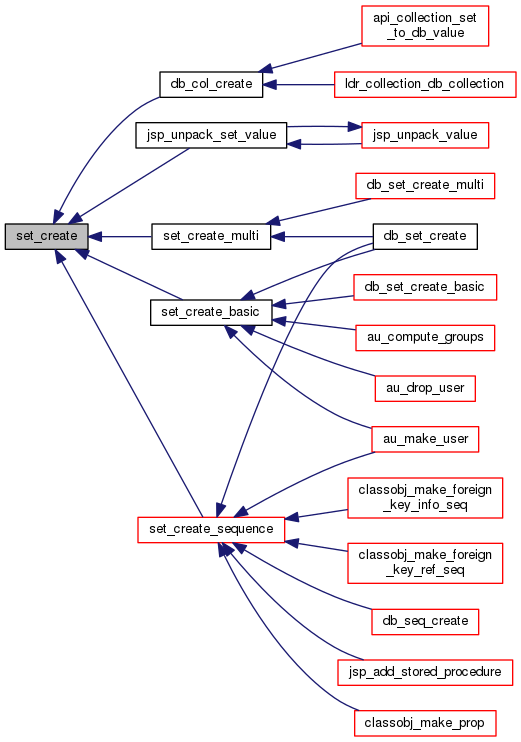 api_collection_set
_to_db_value
db_col_create
ldr_collection_db_collection
jsp_unpack_set_value
jsp_unpack_value
db_set_create_multi
set_create
set_create_multi
db_set_create
db_set_create_basic
set_create_basic
au_compute_groups
au_drop_user
au_make_user
classobj_make_foreign
_key_info_seq
set_create_sequence
classobj_make_foreign
_key_ref_seq
db_seq_create
jsp_add_stored_procedure
classobj_make_prop